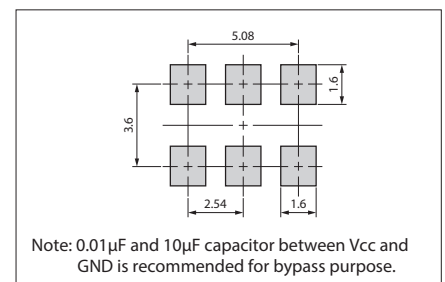 5.08
1.6
3.6
2.54
1.6
Note: 0.01µF and 10µF capacitor between Vcc and
GND is recommended for bypass purpose.